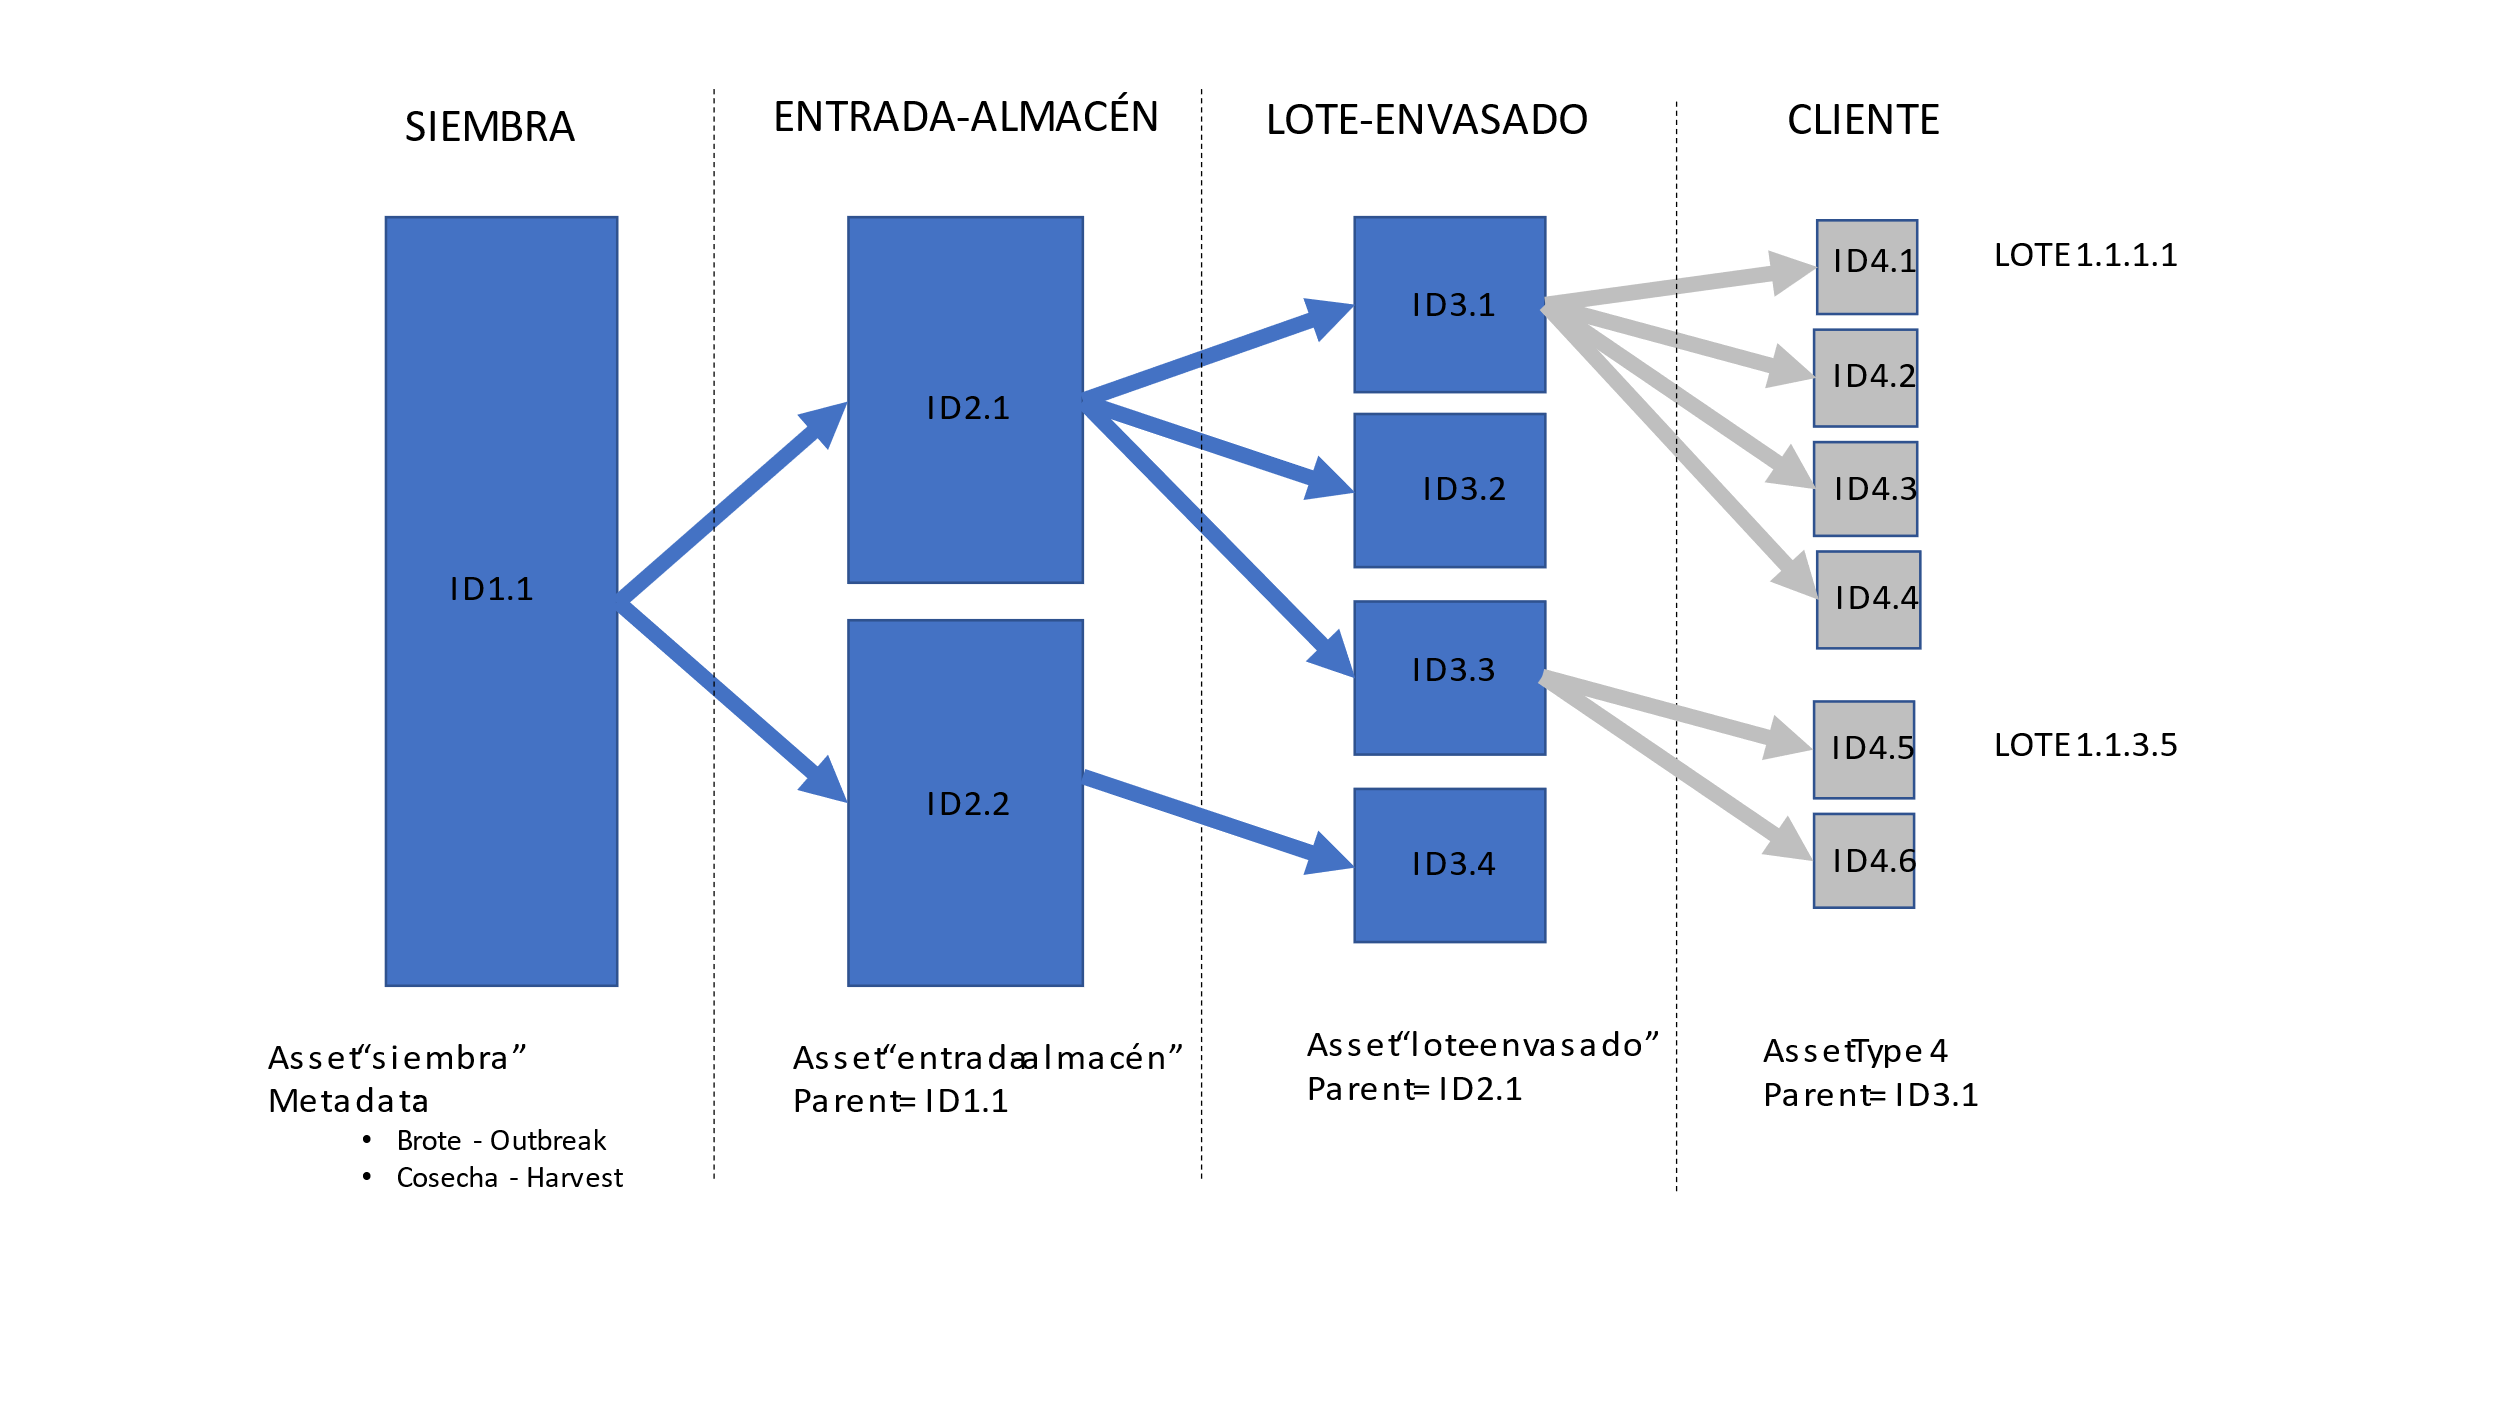 SIEMBRA
ENTRADA-ALMACÉN
LOTE-ENVASADO
CLIENTE
ID1.1
ID2.1
ID2.2
ID3.1
ID3.2
ID3.3
ID3.4
ID4.1
ID4.2
ID4.3
ID4.4
ID4.5
ID4.6
LOTE 1.1.1.1
LOTE 1.1.3.5
Asset “siembra”
Metadata:
• Brote - Outbreak
• Cosecha - Harvest
Asset “entrada-almacén”
Parent = ID1.1
Asset “lote-envasado”
Parent = ID2.1
Asset Type 4
Parent = ID3.1